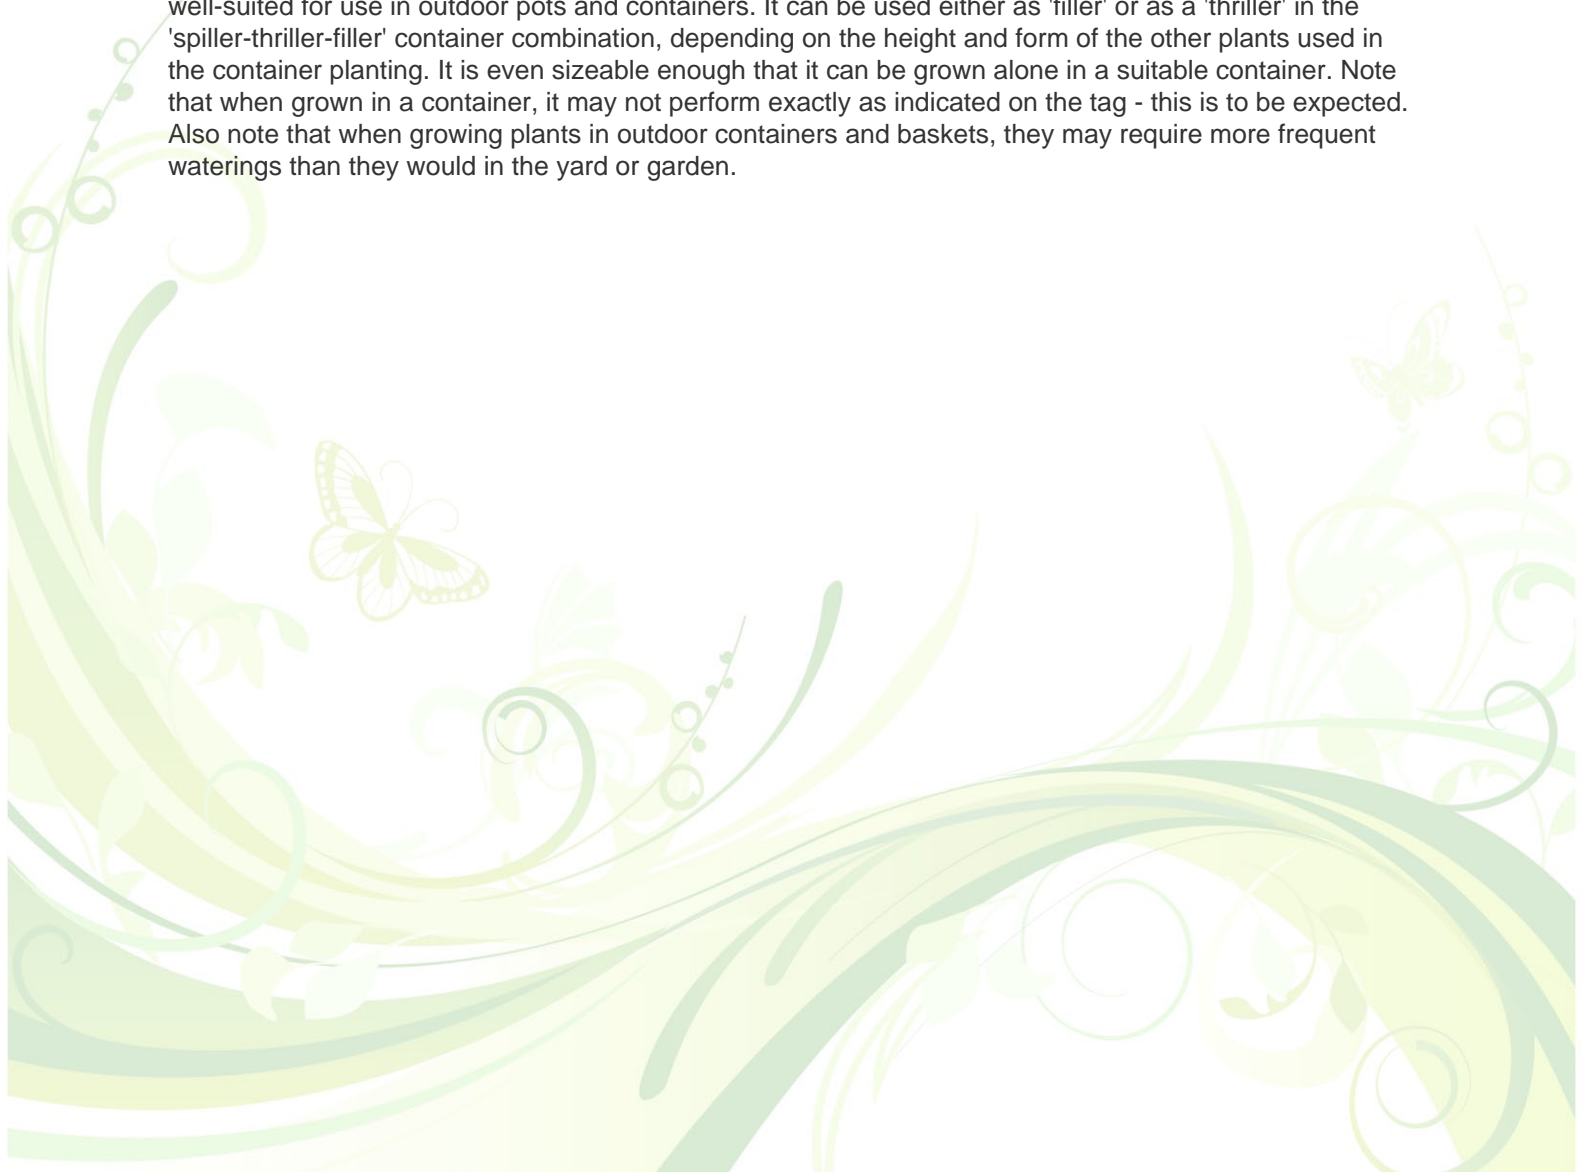 well-suited for use in outdoor pots and containers. It can be used either as 'filler' or as a 'thriller' in the
'spiller-thriller-filler' container combination, depending on the height and form of the other plants used in
the container planting. It is even sizeable enough that it can be grown alone in a suitable container. Note
that when grown in a container, it may not perform exactly as indicated on the tag - this is to be expected.
Also note that when growing plants in outdoor containers and baskets, they may require more frequent
waterings than they would in the yard or garden.